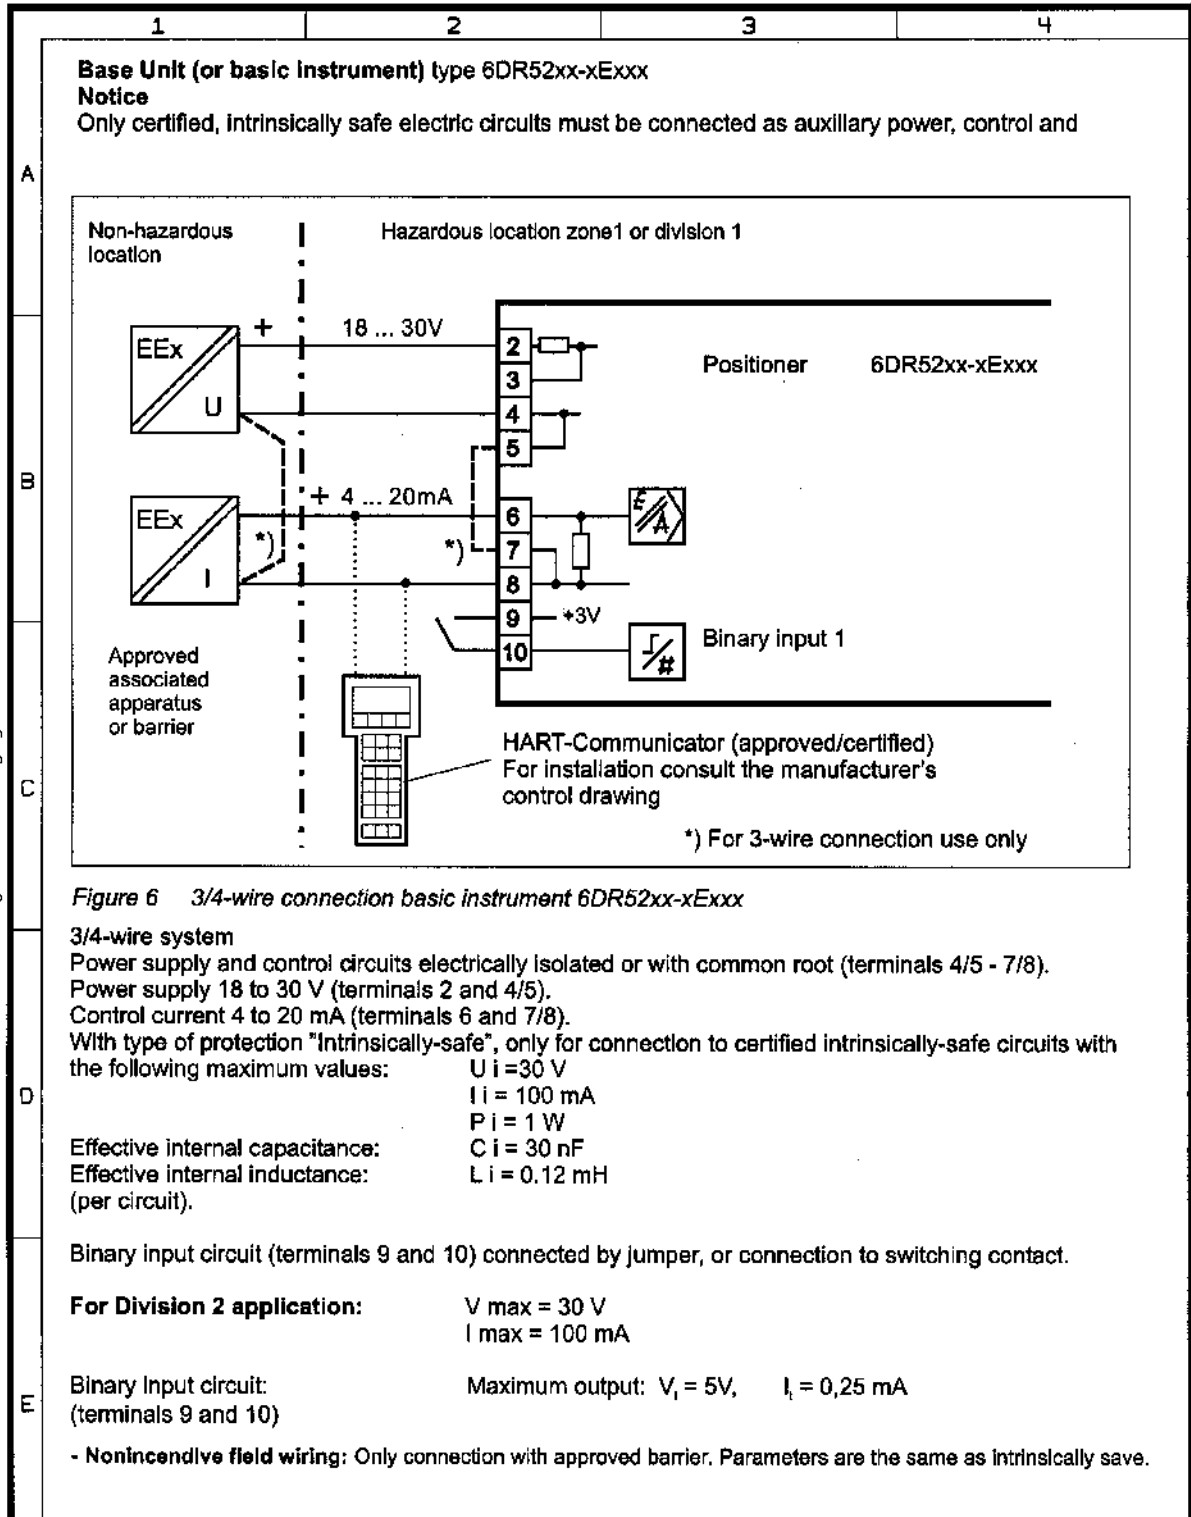 1 2 3 4
Base Unit (or basic instrument) type 6DR52xx-xExxx
Notice
Only certified, intrinsically safe electric circuits must be connected as auxillary power, control and
A
Non-hazardous
location
Hazardous location zone1 or division 1
+ 18 ... 30V
EEx
U
2
3
4
5
Positioner 6DR52xx-xExxx
B
+ 4 ... 20mA
EEx
I
*)
*)
6
7
8
9
10
E
A
+3V
#
Binary input 1
Approved
associated
apparatus
or barrier
C
HART-Communicator (approved/certified)
For installation consult the manufacturer's
control drawing
*) For 3-wire connection use only
Figure 6 3/4-wire connection basic instrument 6DR52xx-xExxx
3/4-wire system
Power supply and control circuits electrically isolated or with common root (terminals 4/5 - 7/8).
Power supply 18 to 30 V (terminals 2 and 4/5).
Control current 4 to 20 mA (terminals 6 and 7/8).
With type of protection "Intrinsically-safe", only for connection to certified intrinsically-safe circuits with
the following maximum values: U i =30 V
I i = 100 mA
D
P i = 1 W
Effective internal capacitance: C i = 30 nF
Effective internal inductance: L i = 0.12 mH
(per circuit).
Binary input circuit (terminals 9 and 10) connected by jumper, or connection to switching contact.
For Division 2 application: V max = 30 V
I max = 100 mA
Binary input circuit: Maximum output: Vt = 5V, It = 0,25 mA
E
(terminals 9 and 10)
- Nonincendive field wiring: Only connection with approved barrier. Parameters are the same as intrinsically save.